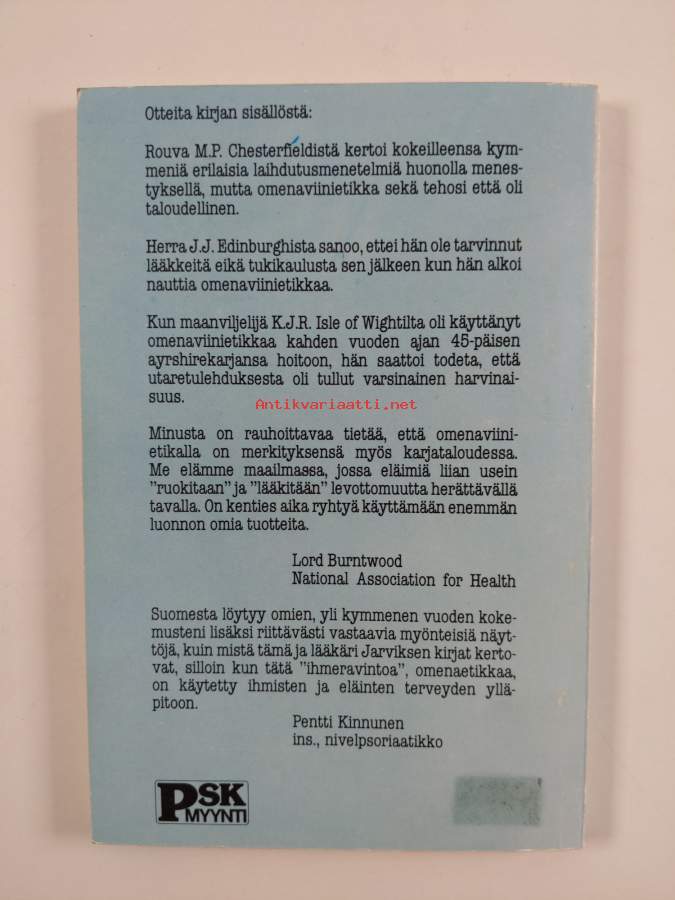 Otteita kirjan sisällöstä:
Rouva M.P. Chesterfieldistä kertoi kokeilleensa kym-
meniä erilaisia laihdutusmenetelmiä huonolla menes-
tyksellä, mutta omenaviinietikka sekä tehosi että oli
taloudellinen.
Herra J.J. Edinburghista sanoo, ettei hän ole tarvinnut
lääkkeitä eikä tukikaulusta sen jälkeen kun hän alkoi
nauttia omenaviinietikkaa.
Kun maanviljelijä K.J.R. Isle of Wightilta oli käyttänyt
omenaviinietikkaa kahden vuoden ajan 45-päisen
ayrshirekarjansa hoitoon, hän saattoi todeta, että
utaretulehduksesta oli tullut varsinainen harvinai-
suus.
Antikvariaatti.net
Minusta on rauhoittavaa tietää, että omenaviini-
etikalla on merkityksensä myös karjataloudessa.
Me elämme maailmassa, jossa eläimiä liian usein
"ruokitaan" ja "lääkitään" levottomuutta herättävällä
tavalla. On kenties aika ryhtyä käyttämään enemmän
luonnon omia tuotteita.
Lord Burntwood
National Association for Health
Suomesta löytyy omien, yli kymmenen vuoden koke-
musteni lisäksi riittävästi vastaavia myönteisiä näyt-
töjä, kuin mistä tämä ja lääkäri Jarviksen kirjat kerto-
vat, silloin kun tätä "ihmeravintoa", omenaetikkaa,
on käytetty ihmisten ja eläinten terveyden yllä-
pitoon.
Pentti Kinnunen
ins., nivelpsoriaatikko
PSK
MYYNTI